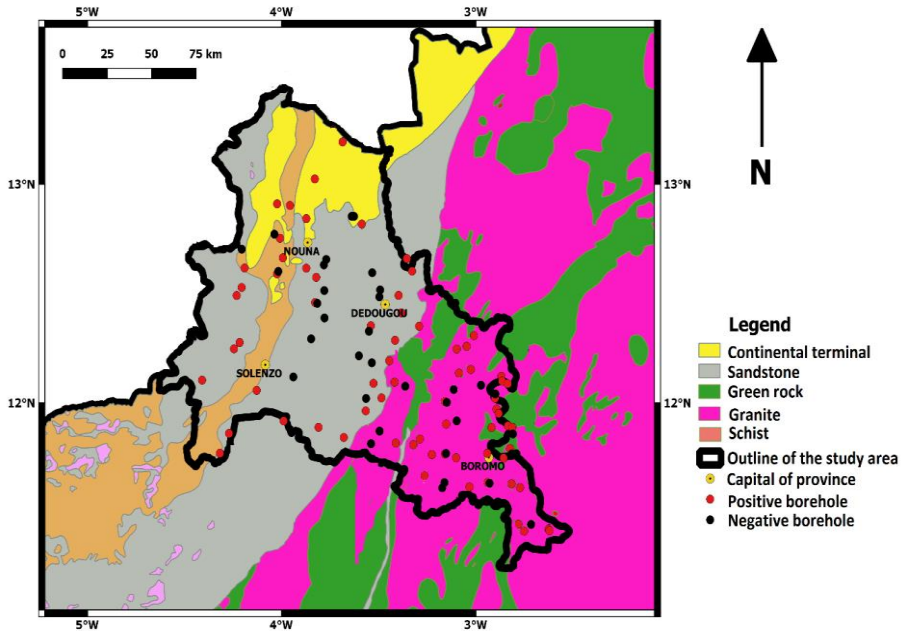 5°W 4°W 3°W
0 25 50 75 km
N
13°N 13°N
NOUNA
DEDOUGOU
SOLENZO
12°N 12°N
BOROMO
5°W 4°W 3°W
Legend
Continental terminal
Sandstone
Green rock
Granite
Schist
Outline of the study area
Capital of province
Positive borehole
Negative borehole